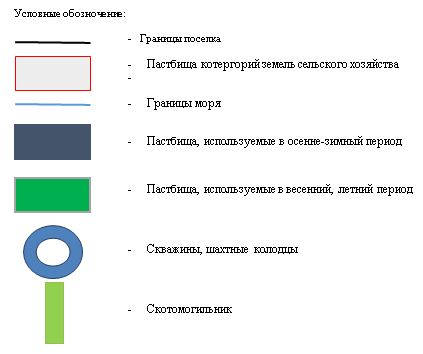 Условные обозначение:
- Границы поселка
- Пастбища котергорий земель сельского хозяйства
-
- Границы моря
- Пастбища, используемые в осенне-зимный период
- Пастбища, используемые в весенний, летний период
- Скважины, шахтные колодцы
- Скотомогильник